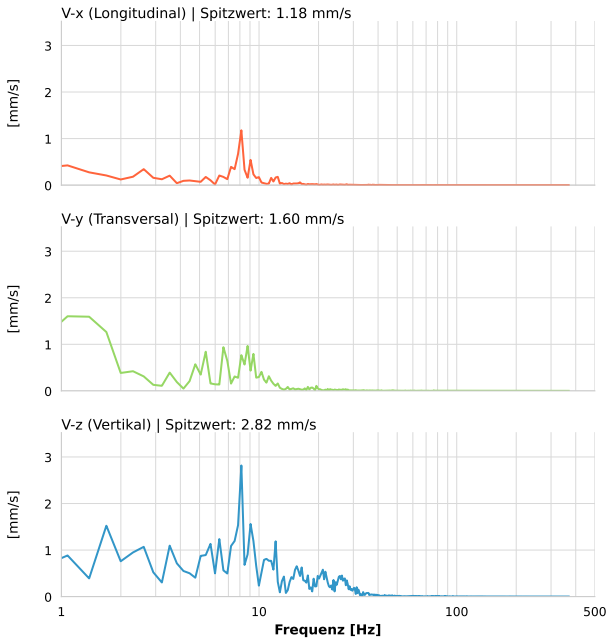 V-x (Longitudinal) | Spitzwert: 1.18 mm/s
3
2
1
0
[mm/s]
V-y (Transversal) | Spitzwert: 1.60 mm/s
3
2
1
0
[mm/s]
V-z (Vertikal) | Spitzwert: 2.82 mm/s
3
2
1
0
[mm/s]
1 10 100 500
Frequenz [Hz]